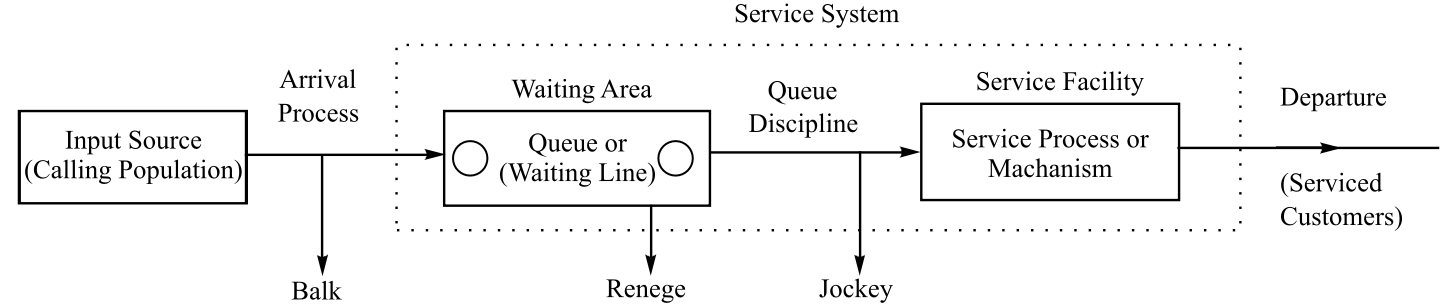 Service System
Arrival
Process
Waiting Area
Queue
Discipline
Service Facility
Departure
Input Source
(Calling Population)
Queue or
(Waiting Line)
Service Process or
Machanism
(Serviced
Customers)
Balk
Renege
Jockey